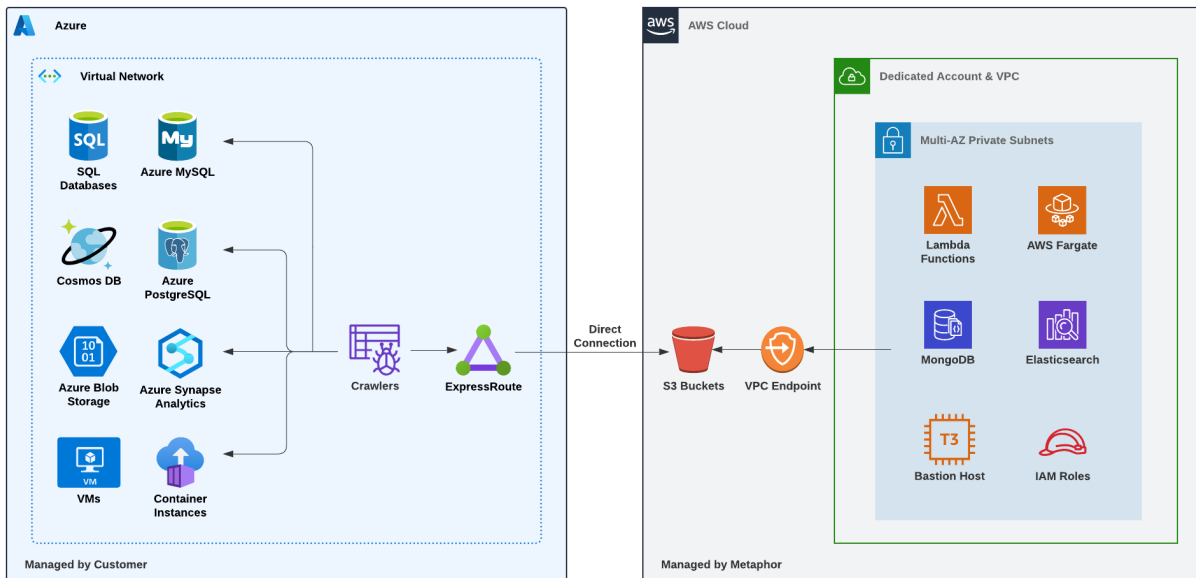 Azure
Virtual Network
SQL
My
SQL
Databases
Azure MySQL
Cosmos DB
Azure
PostgreSQL
10
01
Azure Blob
Storage
Azure Synapse
Analytics
VM
VMs
Container
Instances
Crawlers
ExpressRoute
Managed by Customer
Direct
Connection
aws
AWS Cloud
Dedicated Account & VPC
Multi-AZ Private Subnets
Lambda
Functions
AWS Fargate
MongoDB
Elasticsearch
S3 Buckets
VPC Endpoint
T3
Bastion Host
IAM Roles
Managed by Metaphor